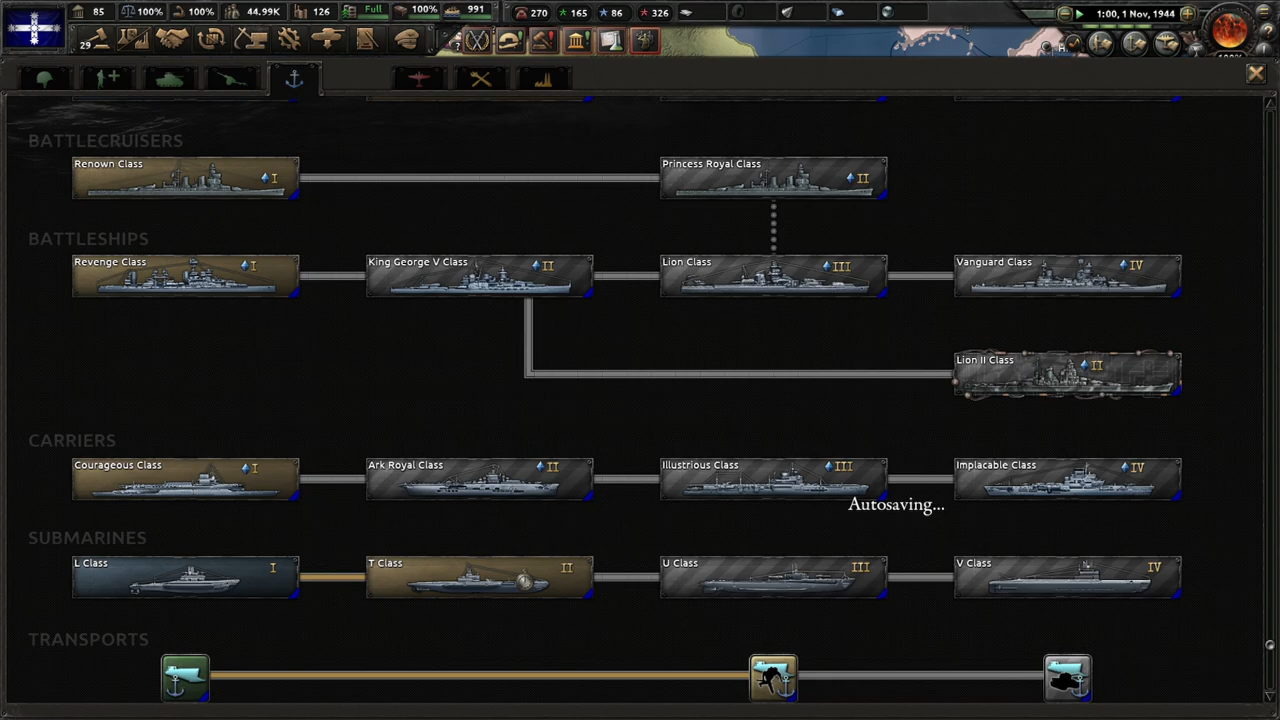 85 100% 100% 44.99K 126 Full 100% 991 270 165 86 326 1:00, 1 Nov, 1944
29
BATTLECRUISERS
Renown Class I
Princess Royal Class II
BATTLESHIPS
Revenge Class I
King George V Class II
Lion Class III
Vanguard Class IV
Lion II Class II
CARRIERS
Courageous Class I
Ark Royal Class II
Illustrious Class III
Implacable Class IV
Autosaving...
SUBMARINES
L Class I
T Class II
U Class III
V Class IV
TRANSPORTS